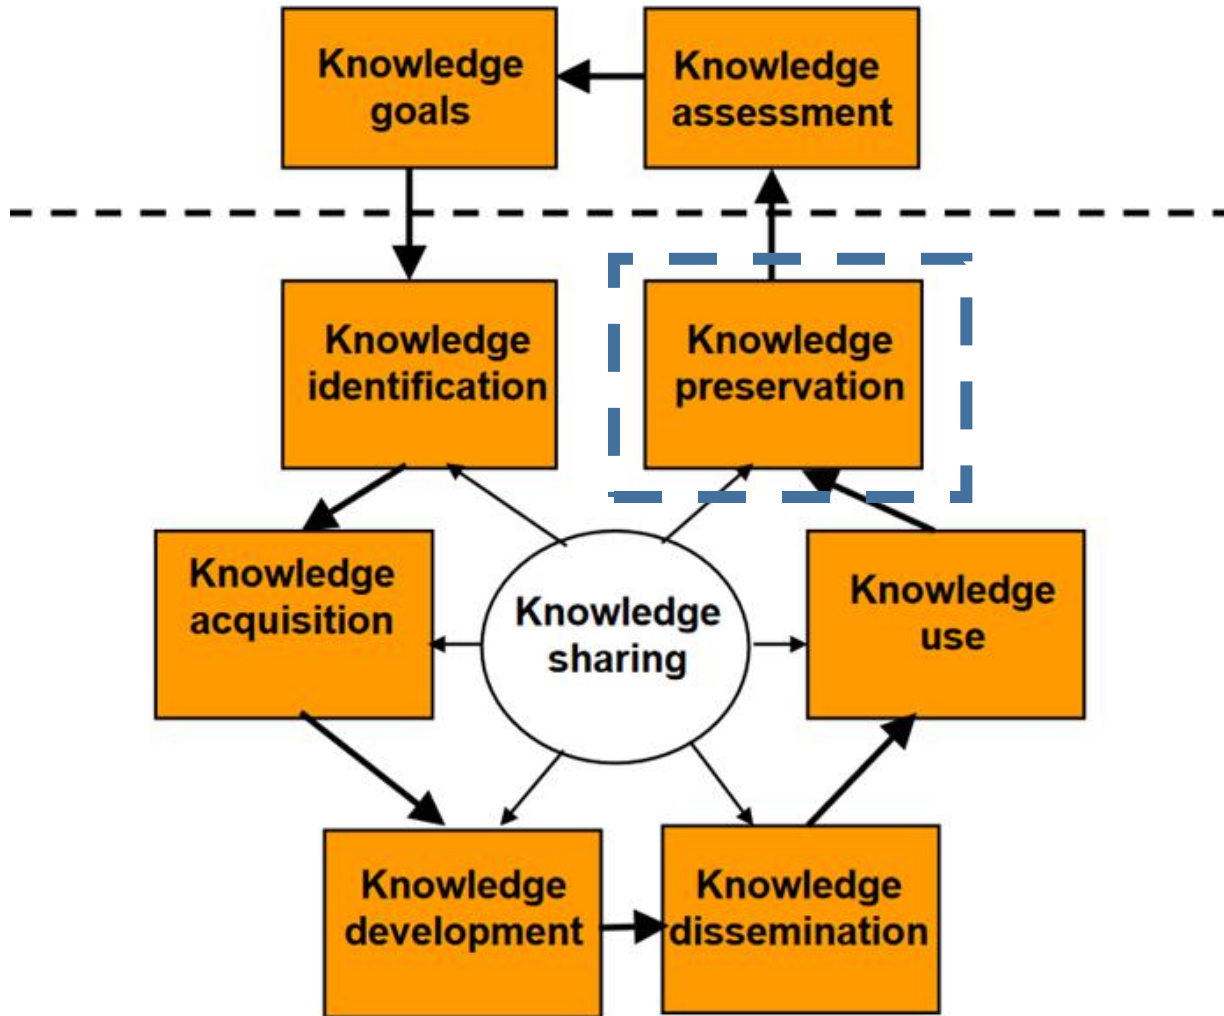 Knowledge
goals
Knowledge
assessment
Knowledge
identification
Knowledge
preservation
Knowledge
acquisition
Knowledge
sharing
Knowledge
use
Knowledge
development
Knowledge
dissemination